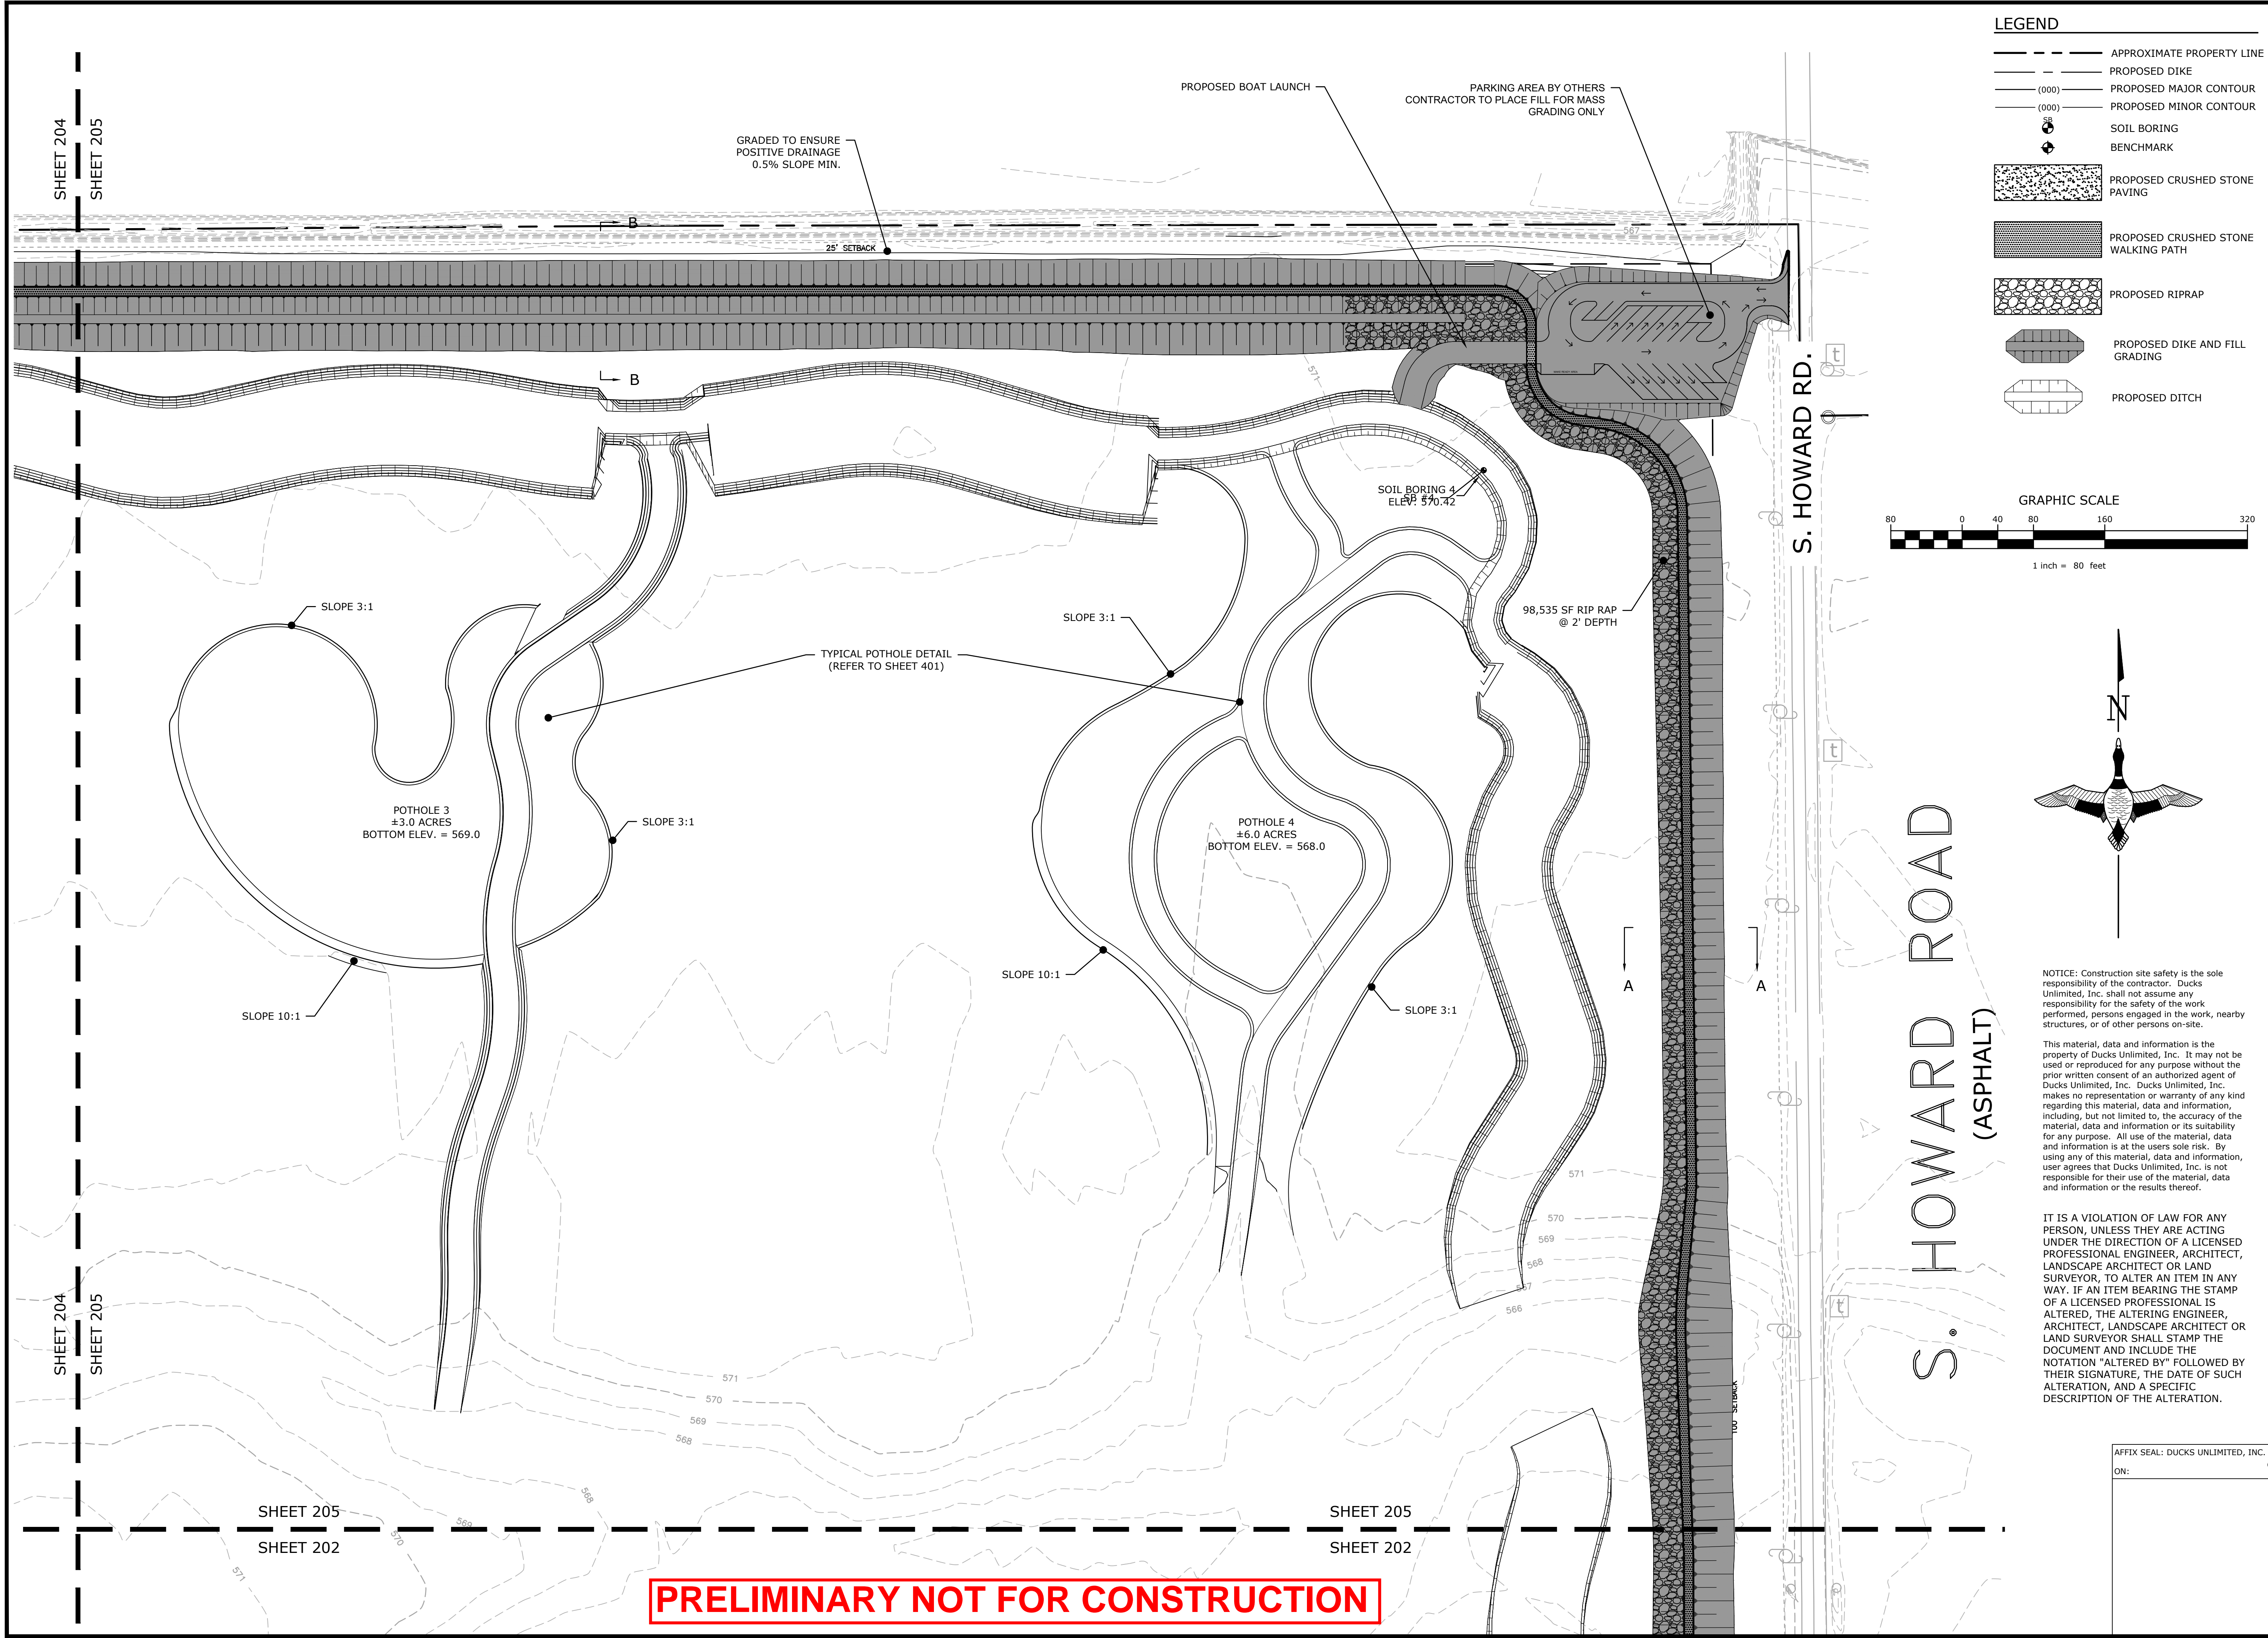 LEGEND
APPROXIMATE PROPERTY LINE
PROPOSED DIKE
(000)
PROPOSED MAJOR CONTOUR
(000)
PROPOSED MINOR CONTOUR
SB
SOIL BORING
BENCHMARK
PROPOSED CRUSHED STONE
PAVING
PROPOSED CRUSHED STONE
WALKING PATH
PROPOSED RIPRAP
PROPOSED DIKE AND FILL
GRADING
PROPOSED DITCH
GRAPHIC SCALE
80 0 40 80 160 320
1 inch = 80 feet
N
NOTICE: Construction site safety is the sole
responsibility of the contractor. Ducks
Unlimited, Inc. shall not assume any
responsibility for the safety of the work
performed, persons engaged in the work, nearby
structures, or of other persons on-site.
This material, data and information is the
property of Ducks Unlimited, Inc. It may not be
used or reproduced for any purpose without the
prior written consent of an authorized agent of
Ducks Unlimited, Inc. Ducks Unlimited, Inc.
makes no representation or warranty of any kind
regarding this material, data and information,
including, but not limited to, the accuracy of the
material, data and information or its suitability
for any purpose. All use of the material, data
and information is at the users sole risk. By
using any of this material, data and information,
user agrees that Ducks Unlimited, Inc. is not
responsible for their use of the material, data
and information or the results thereof.
IT IS A VIOLATION OF LAW FOR ANY
PERSON, UNLESS THEY ARE ACTING
UNDER THE DIRECTION OF A LICENSED
PROFESSIONAL ENGINEER, ARCHITECT,
LANDSCAPE ARCHITECT OR LAND
SURVEYOR, TO ALTER AN ITEM IN ANY
WAY. IF AN ITEM BEARING THE STAMP
OF A LICENSED PROFESSIONAL IS
ALTERED, THE ALTERING ENGINEER,
ARCHITECT, LANDSCAPE ARCHITECT OR
LAND SURVEYOR SHALL STAMP THE
DOCUMENT AND INCLUDE THE
NOTATION "ALTERED BY" FOLLOWED BY
THEIR SIGNATURE, THE DATE OF SUCH
ALTERATION, AND A SPECIFIC
DESCRIPTION OF THE ALTERATION.
AFFIX SEAL: DUCKS UNLIMITED, INC.
ON:
SHEET 204
SHEET 205
GRADED TO ENSURE
POSITIVE DRAINAGE
0.5% SLOPE MIN.
PROPOSED BOAT LAUNCH
PARKING AREA BY OTHERS
CONTRACTOR TO PLACE FILL FOR MASS
GRADING ONLY
B
25' SETBACK
567
B
571
S. HOWARD RD.
t
SOIL BORING 4
ELEV. 570.42
SB #4
98,535 SF RIP RAP
@ 2' DEPTH
SLOPE 3:1
SLOPE 3:1
TYPICAL POTHOLE DETAIL
(REFER TO SHEET 401)
t
POTHOLE 3
±3.0 ACRES
BOTTOM ELEV. = 569.0
SLOPE 3:1
POTHOLE 4
±6.0 ACRES
BOTTOM ELEV. = 568.0
SLOPE 10:1
SLOPE 10:1
SLOPE 3:1
A
A
S. HOWARD ROAD
(ASPHALT)
571
570
569
568
567
566
t
SHEET 204
SHEET 205
571
570
569
568
100' SETBACK
568
569
570
571
SHEET 205
SHEET 202
SHEET 205
SHEET 202
PRELIMINARY NOT FOR CONSTRUCTION